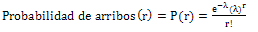 Probabilidad de arribos(r) = P(r) = e^{-λ}(λ)^r / r!